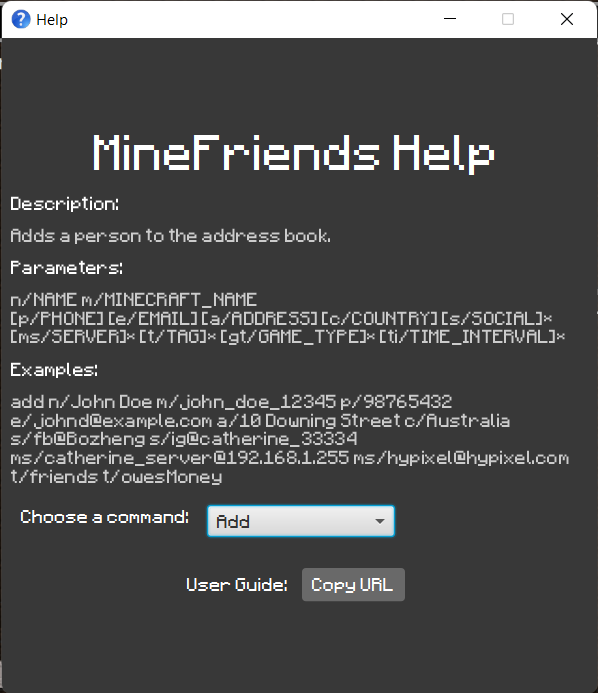 Help
MineFriends Help
Description:
Adds a person to the address book.
Parameters:
n/NAME m/MINECRAFT_NAME
[p/PHONE] [e/EMAIL] [a/ADDRESS] [c/COUNTRY] [s/SOCIAL]*
[ms/SERVER]* [t/TAG]* [gt/GAME_TYPE]* [ti/TIME_INTERVAL]*
Examples:
add n/John Doe m/john_doe_12345 p/98765432
e/johnd@example.com a/10 Downing Street c/Australia
s/fb@Bozheng s/ig@catherine_33334
ms/catherine_server@192.168.1.255 ms/hypixel@hypixel.com
t/friends t/owesMoney
Choose a command: Add
User Guide: Copy URL